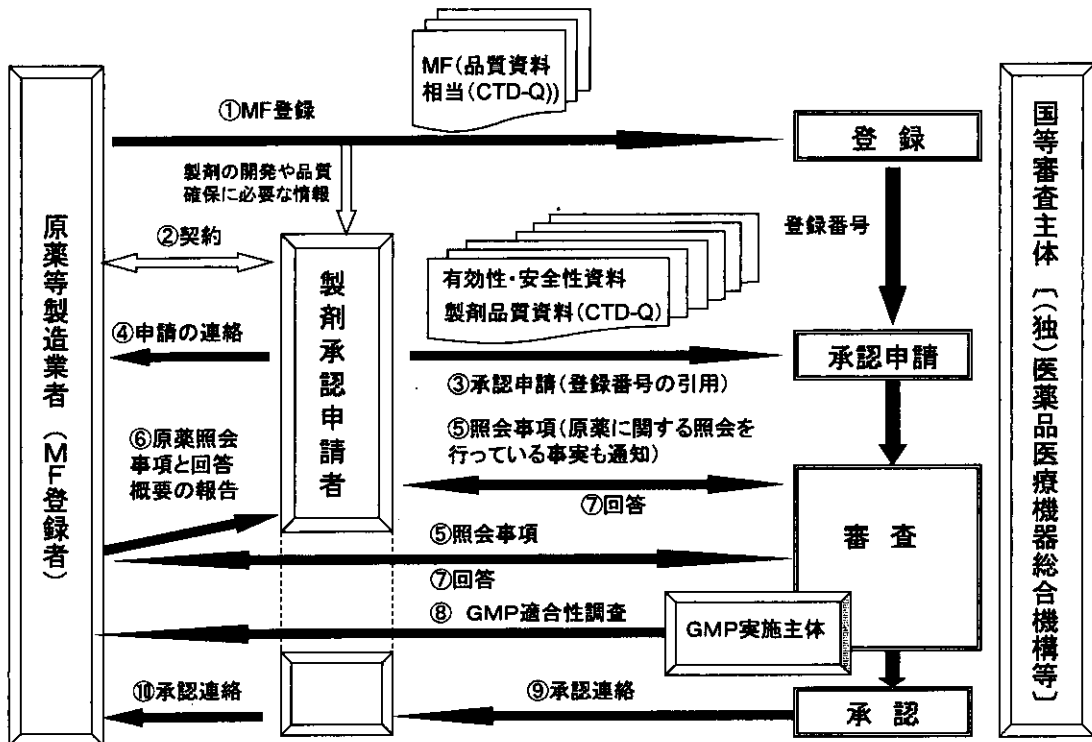 MF(品質資料
相当(CTD-Q))
①MF登録
登 録
製剤の開発や品質
確保に必要な情報
原薬等製造業者（MF登録者）
②契約
製剤承認申請者
登録番号
有効性・安全性資料
製剤品質資料(CTD-Q)
④申請の連絡
承認申請
③承認申請(登録番号の引用)
⑤照会事項(原薬に関する照会を
行っている事実も通知)
⑥原薬照会
事項と回答
概要の報告
⑦回答
審 査
⑤照会事項
⑦回答
⑧ GMP適合性調査
GMP実施主体
⑩承認連絡
⑨承認連絡
承 認
国等審査主体〔（独）医薬品医療機器総合機構等〕